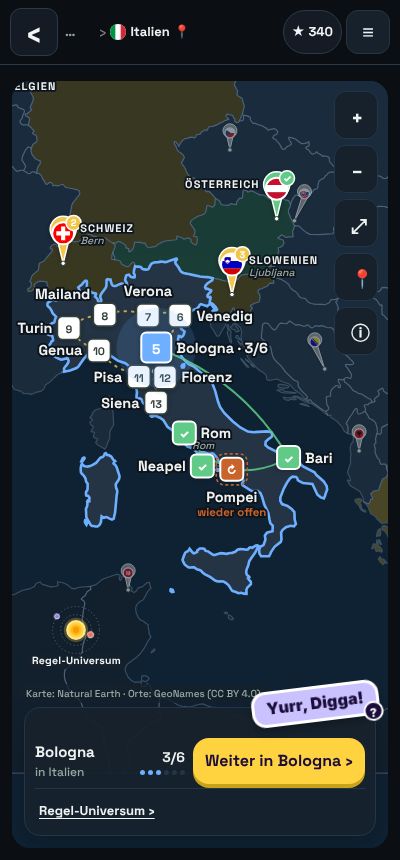 < ... > Italien ★ 340 ≡
ELGIEN
+
−
ÖSTERREICH
SCHWEIZ
Bern
2
SLOWENIEN
Ljubljana
3
i
Mailand
Verona
8 7 6 Venedig
Turin 9
Genua 10
5 Bologna · 3/6
Pisa 11 12 Florenz
Siena 13
Rom
Rom
Neapel
Bari
Pompei
wieder offen
Regel-Universum
Karte: Natural Earth · Orte: GeoNames (CC BY 4.0)
Yurr, Digga!
?
Bologna 3/6
in Italien
Weiter in Bologna >
Regel-Universum >